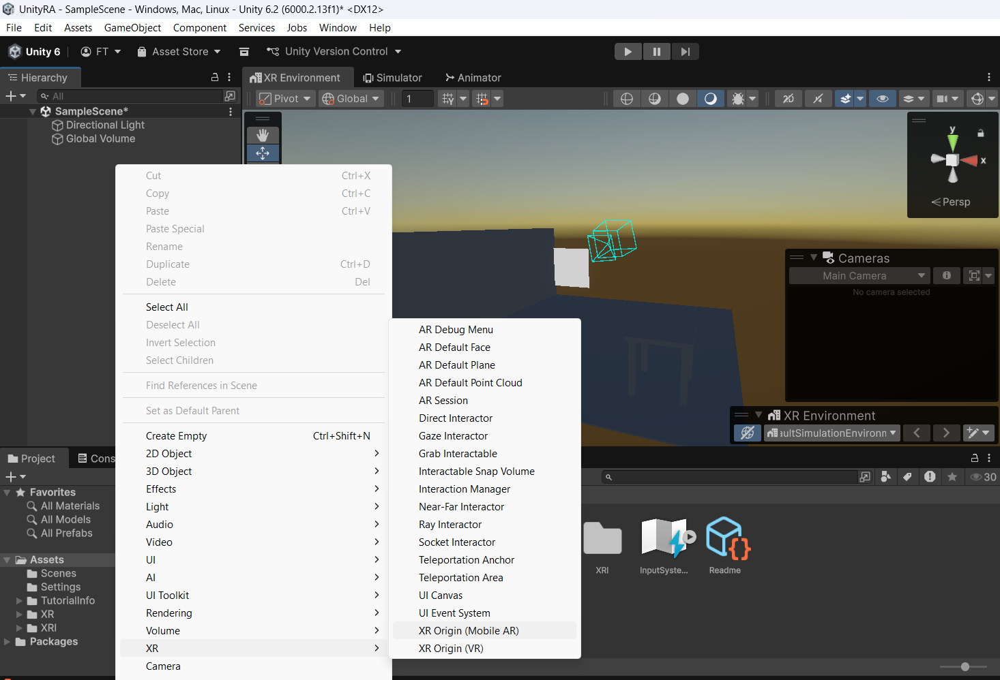 UnityRA - SampleScene - Windows, Mac, Linux - Unity 6.2 (6000.2.13f1)* <DX12>
File Edit Assets GameObject Component Services Jobs Window Help
Unity 6 FT Asset Store Unity Version Control
Hierarchy XR Environment Simulator Animator
All Pivot Global 1 2D
SampleScene*
Directional Light
Global Volume
y
x
Persp
Cut Ctrl+X
Copy Ctrl+C
Paste Ctrl+V
Paste Special
Rename
Duplicate Ctrl+D
Delete Del
Select All
Deselect All
Invert Selection
Select Children
Find References in Scene
Set as Default Parent
Create Empty Ctrl+Shift+N
2D Object
3D Object
Effects
Light
Audio
Video
UI
AI
UI Toolkit
Rendering
Volume
XR
Camera
AR Debug Menu
AR Default Face
AR Default Plane
AR Default Point Cloud
AR Session
Direct Interactor
Gaze Interactor
Grab Interactable
Interactable Snap Volume
Interaction Manager
Near-Far Interactor
Ray Interactor
Socket Interactor
Teleportation Anchor
Teleportation Area
UI Canvas
UI Event System
XR Origin (Mobile AR)
XR Origin (VR)
Cameras
Main Camera
No camera selected
XR Environment
aultSimulationEnvironn
Project Cons
30
Favorites
All Materials
All Models
All Prefabs
Assets
Scenes
Settings
TutorialInfo
XR
XRI
Packages
XRI InputSyste... Readme